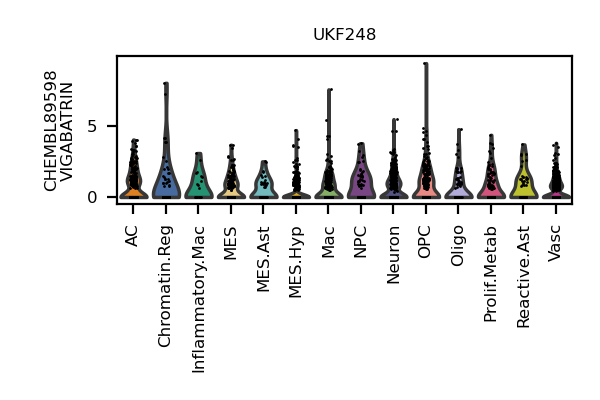 UKF248
CHEMBL89598
VIGABATRIN
5
0
AC
Chromatin.Reg
Inflammatory.Mac
MES
MES.Ast
MES.Hyp
Mac
NPC
Neuron
OPC
Oligo
Prolif.Metab
Reactive.Ast
Vasc